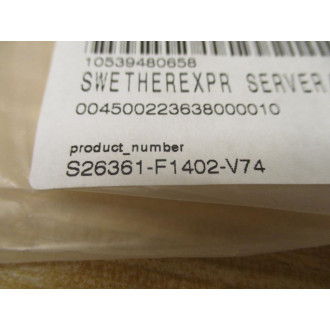 10539480658
SWETHEREXPR SERVER
004500223638000010
product_number
S26361-F1402-V74